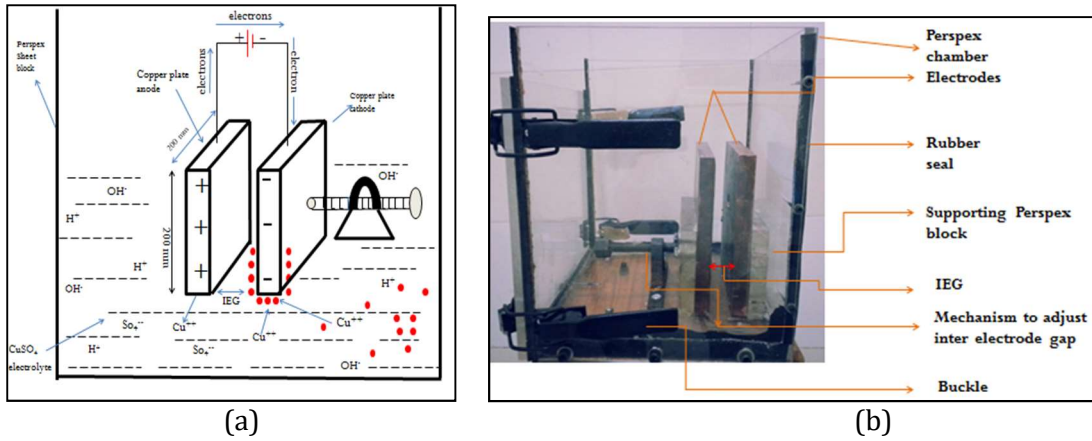 electrons
+ −
Perspex
Sheet block
Copper plate
anode
electrons
electron
Copper plate
cathode
200 mm
OH-
+
+
+
-
-
-
200 mm
OH-
H+
H+
OH-
IEG
H+
Cu++
Cu++
Cu++
So4--
CuSO4
electrolyte
H+
So4--
OH-
(a)
Perspex
chamber
Electrodes
Rubber
seal
Supporting Perspex
block
IEG
Mechanism to adjust
inter electrode gap
Buckle
(b)